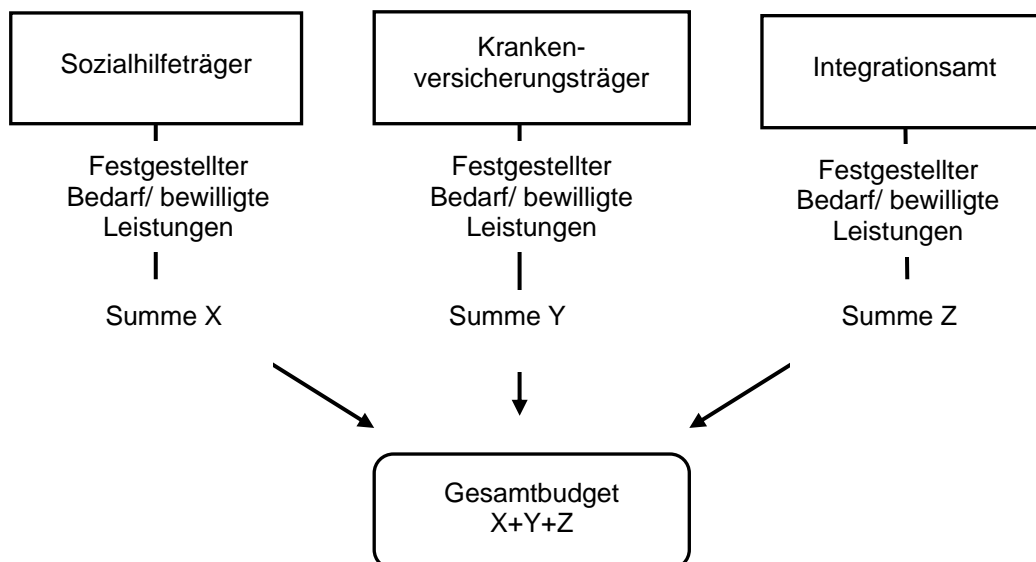 Sozialhilfeträger
Kranken-
versicherungsträger
Integrationsamt
Festgestellter
Bedarf/ bewilligte
Leistungen
Festgestellter
Bedarf/ bewilligte
Leistungen
Festgestellter
Bedarf/ bewilligte
Leistungen
Summe X
Summe Y
Summe Z
Gesamtbudget
X+Y+Z